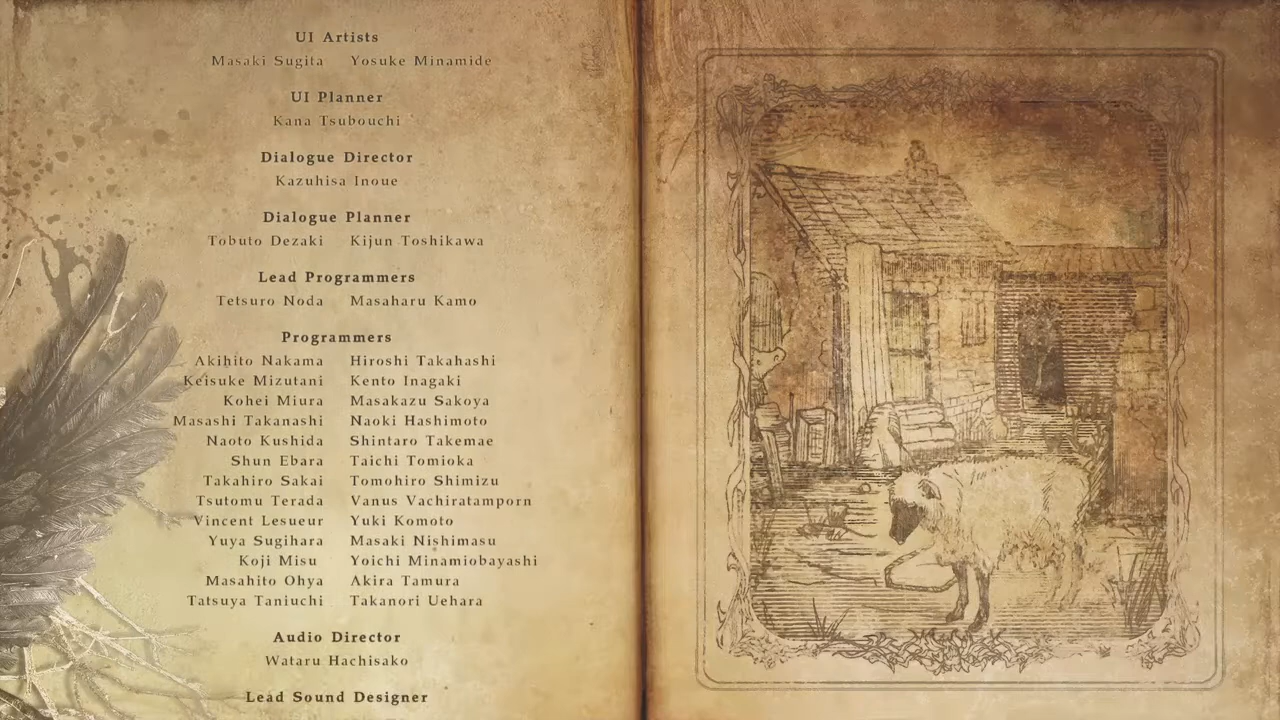 UI Artists
Masaki Sugita Yosuke Minamide
UI Planner
Kana Tsubouchi
Dialogue Director
Kazuhisa Inoue
Dialogue Planner
Tobuto Dezaki Kijun Toshikawa
Lead Programmers
Tetsuro Noda Masaharu Kamo
Programmers
Akihito Nakama Hiroshi Takahashi
Keisuke Mizutani Kento Inagaki
Kohei Miura Masakazu Sakoya
Masashi Takanashi Naoki Hashimoto
Naoto Kushida Shintaro Takemae
Shun Ebara Taichi Tomioka
Takahiro Sakai Tomohiro Shimizu
Tsutomu Terada Vanus Vachiratamporn
Vincent Lesueur Yuki Komoto
Yuya Sugihara Masaki Nishimasu
Koji Misu Yoichi Minamiobayashi
Masahito Ohya Akira Tamura
Tatsuya Taniuchi Takanori Uehara
Audio Director
Wataru Hachisako
Lead Sound Designer